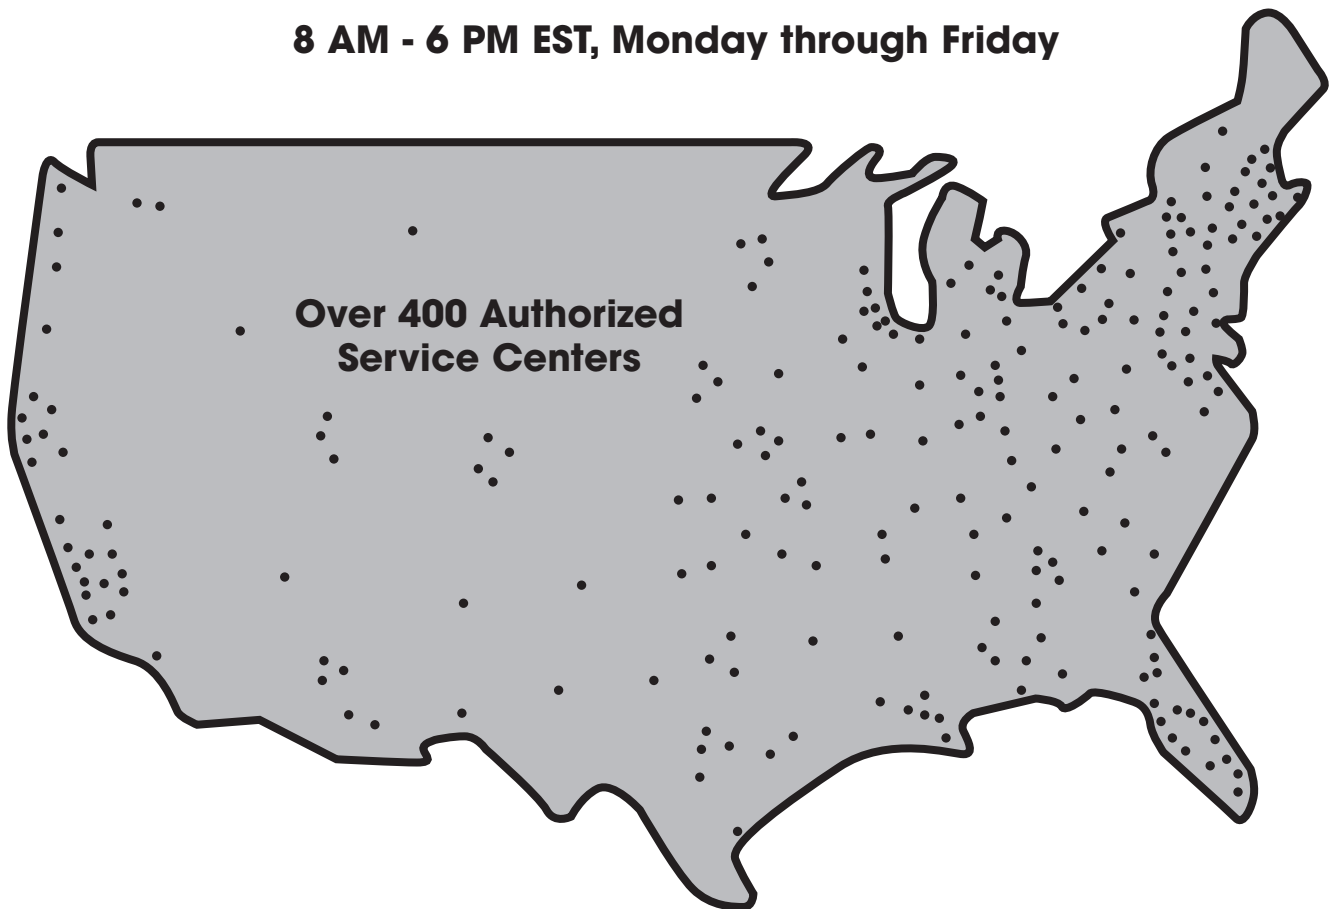 8 AM - 6 PM EST, Monday through Friday
Over 400 Authorized
Service Centers